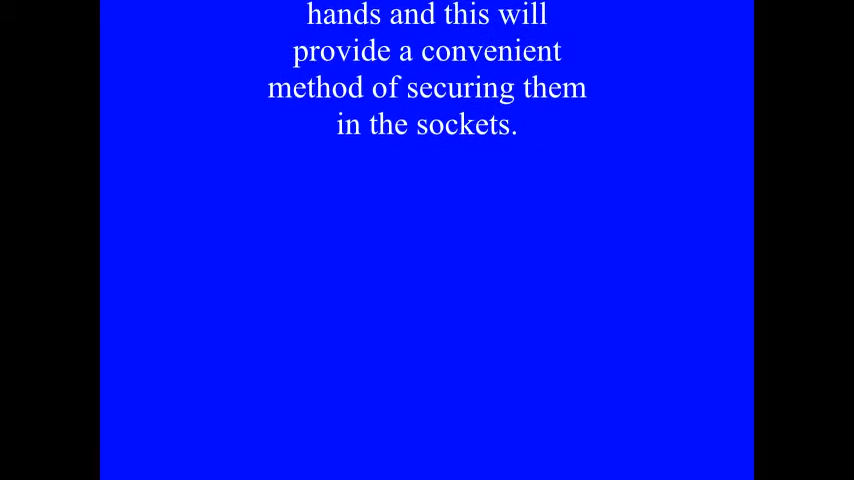 hands and this will
provide a convenient
method of securing them
in the sockets.